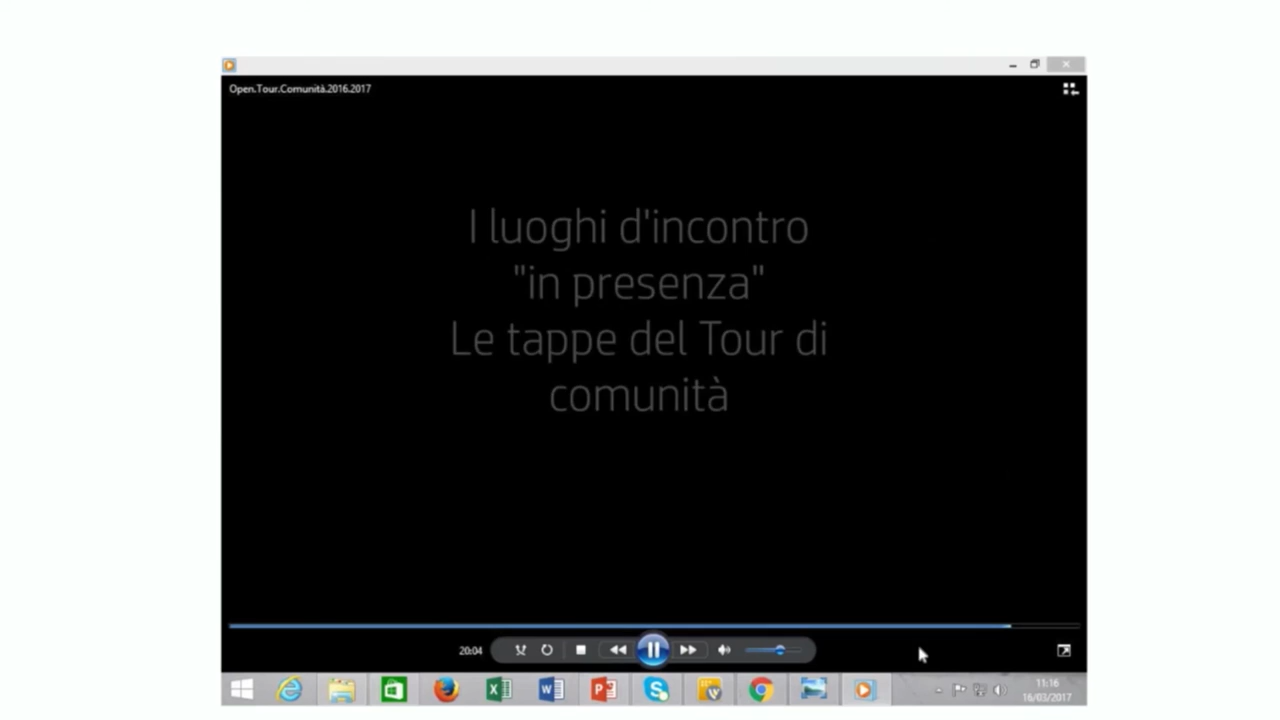 Open.Tour.Comunità.2016.2017
I luoghi d'incontro
"in presenza"
Le tappe del Tour di
comunità
20:04
11:16
16/03/2017